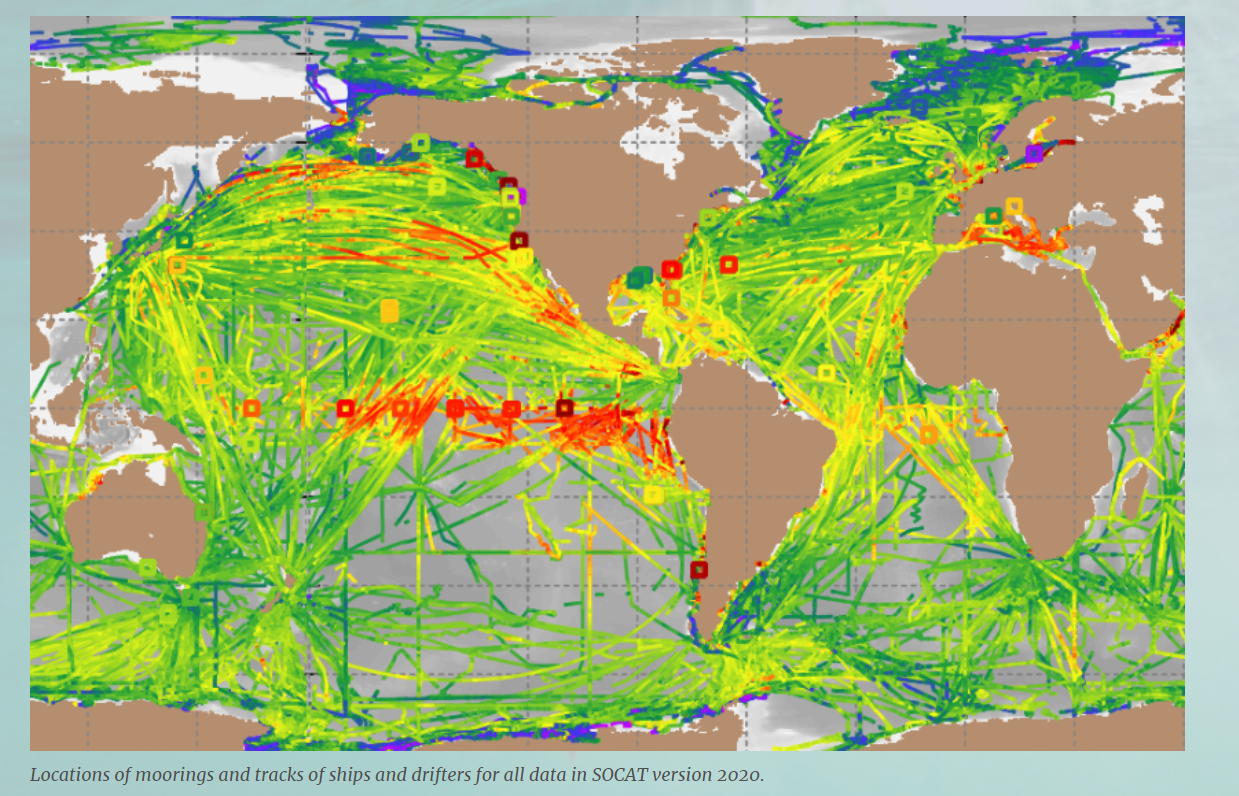 Locations of moorings and tracks of ships and drifters for all data in SOCAT version 2020.